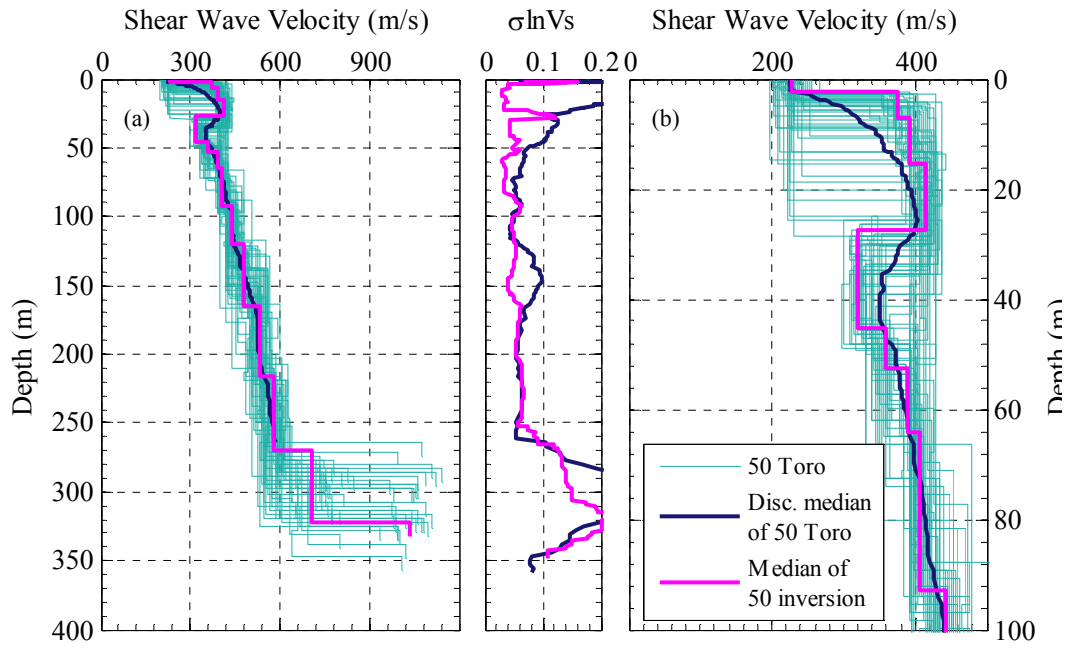 Shear Wave Velocity (m/s)
σlnVs
Shear Wave Velocity (m/s)
0 300 600 900
0 0.1 0.2
0 200 400
0
50
100
150
200
250
300
350
400
Depth (m)
(a)
(b)
0
20
40
60
80
100
Depth (m)
50 Toro
Disc. median
of 50 Toro
Median of
50 inversion